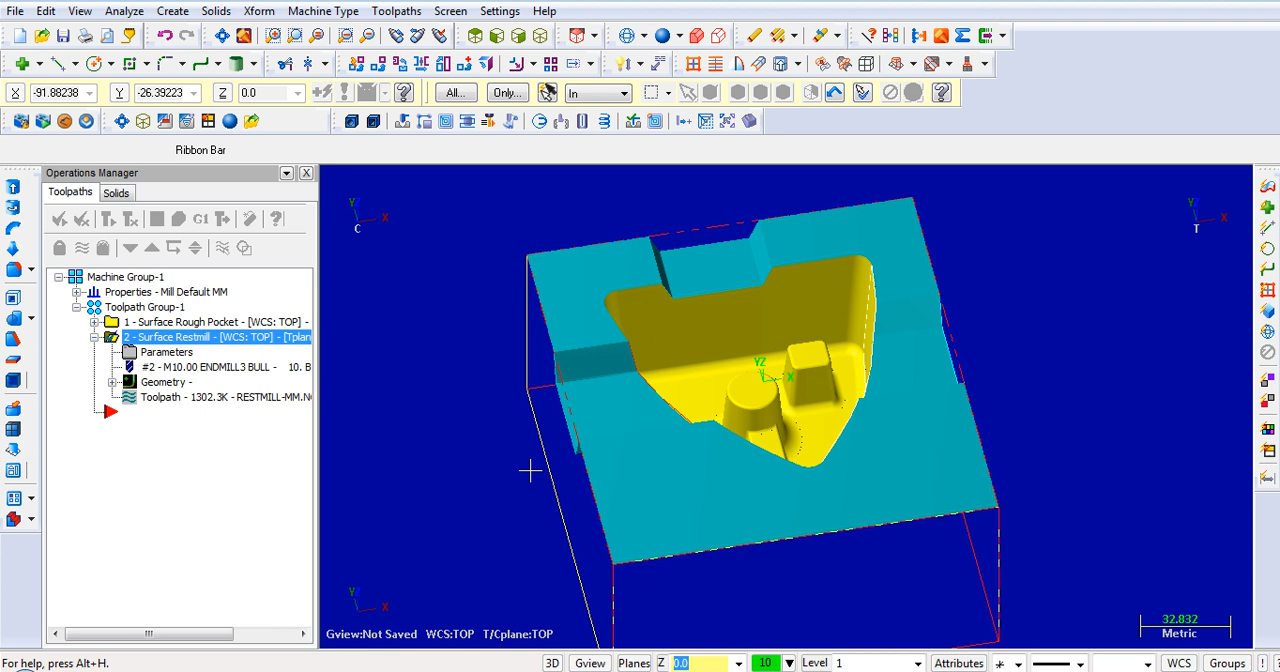 File Edit View Analyze Create Solids Xform Machine Type Toolpaths Screen Settings Help
X -91.88238 Y -26.39223 Z 0.0 All... Only... In
Ribbon Bar
Operations Manager
Toolpaths Solids
G1
Machine Group-1
Properties - Mill Default MM
Toolpath Group-1
1 - Surface Rough Pocket - [WCS: TOP] -
2 - Surface Restmill - [WCS: TOP] - [Tplan
Parameters
#2 - M10.00 ENDMILL3 BULL - 10. B
Geometry -
Toolpath - 1302.3K - RESTMILL-MM.N
Y X
C
Y X
T
YZ X
Y X
Gview:Not Saved WCS:TOP T/Cplane:TOP
32.832
Metric
For help, press Alt+H. 3D Gview Planes Z 0.0 10 Level 1 Attributes WCS Groups ?